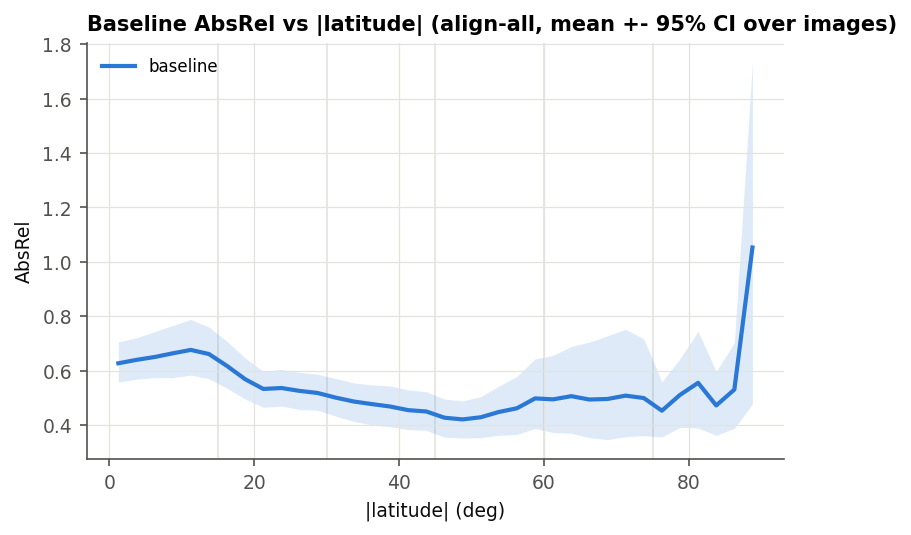 Baseline AbsRel vs |latitude| (align-all, mean +- 95% CI over images)
baseline
1.8
1.6
1.4
1.2
1.0
0.8
0.6
0.4
AbsRel
0 20 40 60 80
|latitude| (deg)